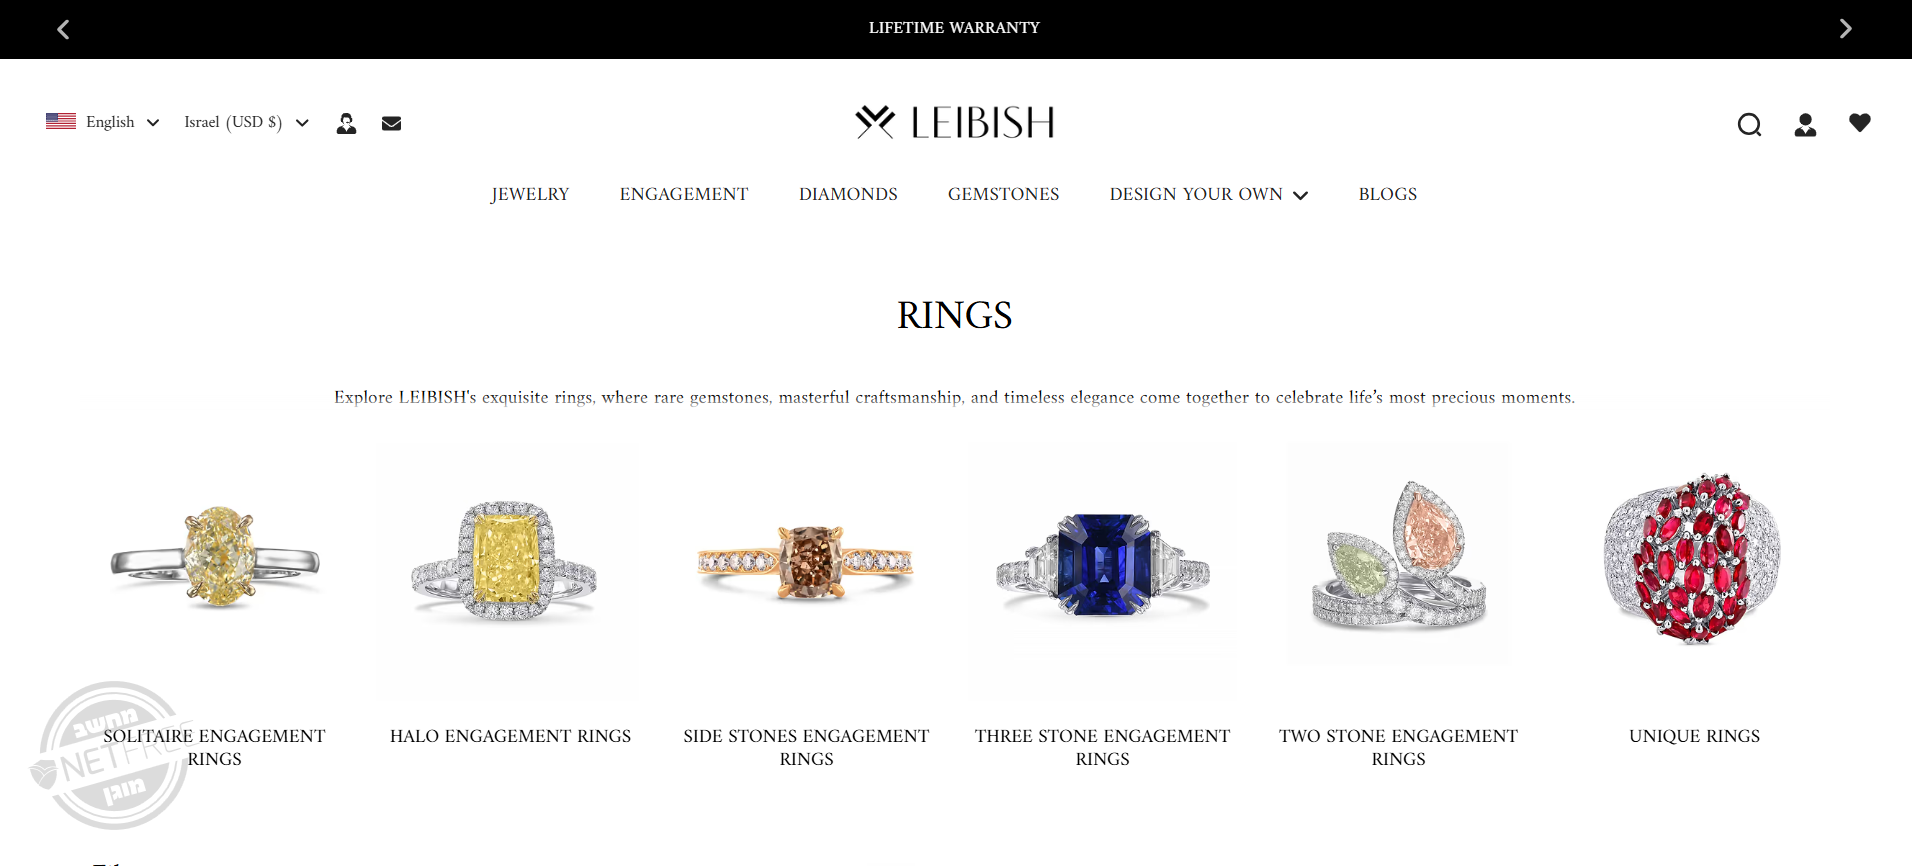 LIFETIME WARRANTY
English
Israel (USD $)
LEIBISH
JEWELRY
ENGAGEMENT
DIAMONDS
GEMSTONES
DESIGN YOUR OWN
BLOGS
RINGS
Explore LEIBISH's exquisite rings, where rare gemstones, masterful craftsmanship, and timeless elegance come together to celebrate life’s most precious moments.
SOLITAIRE ENGAGEMENT
RINGS
HALO ENGAGEMENT RINGS
SIDE STONES ENGAGEMENT
RINGS
THREE STONE ENGAGEMENT
RINGS
TWO STONE ENGAGEMENT
RINGS
UNIQUE RINGS
מחשב
NETFREE
מוגן